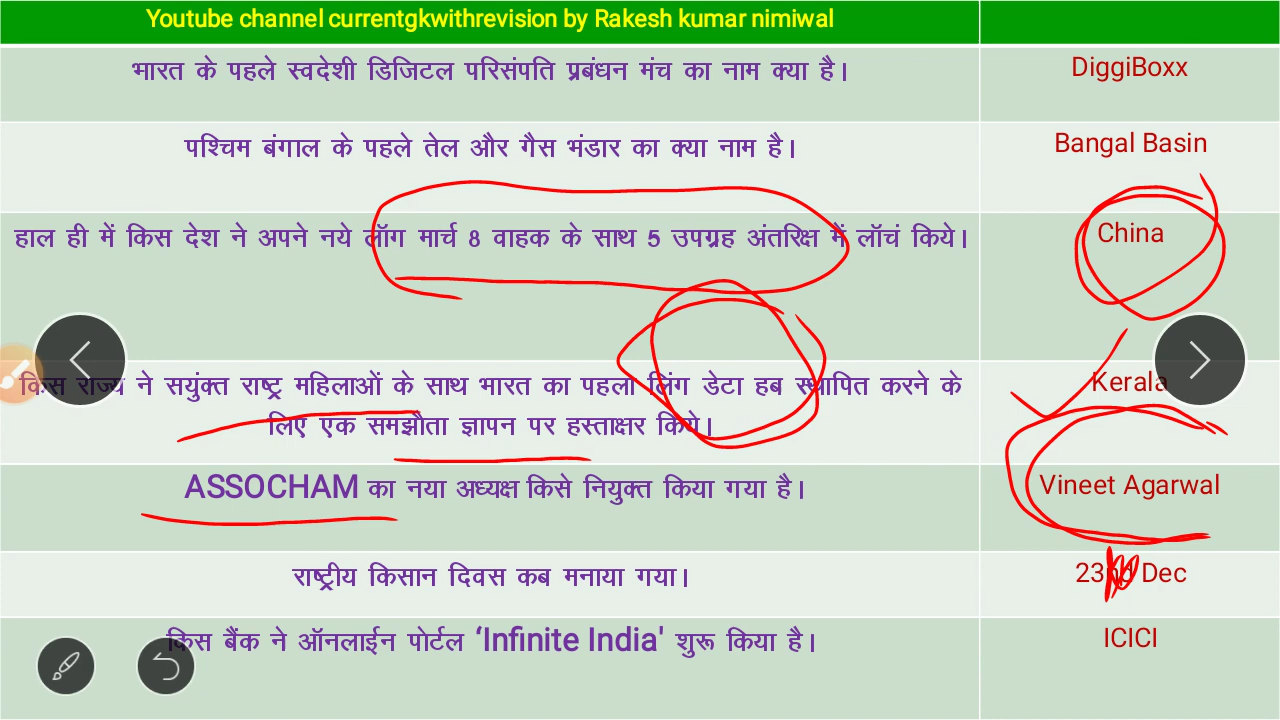 Youtube channel currentgkwithrevision by Rakesh kumar nimiwal
भारत के पहले स्वदेशी डिजिटल परिसंपति प्रबंधन मंच का नाम क्या है। DiggiBoxx
पश्चिम बंगाल के पहले तेल और गैस भंडार का क्या नाम है। Bangal Basin
हाल ही में किस देश ने अपने नये लॉग मार्च 8 वाहक के साथ 5 उपग्रह अंतरिक्ष में लॉचं किये। China
किस राज्य ने सयुंक्त राष्ट्र महिलाओं के साथ भारत का पहला लिंग डेटा हब स्थापित करने के Kerala
लिए एक समझौता ज्ञापन पर हस्ताक्षर किये।
ASSOCHAM का नया अध्यक्ष किसे नियुक्त किया गया है। Vineet Agarwal
राष्ट्रीय किसान दिवस कब मनाया गया। 23nd Dec
किस बैंक ने ऑनलाईन पोर्टल ‘Infinite India' शुरू किया है। ICICI